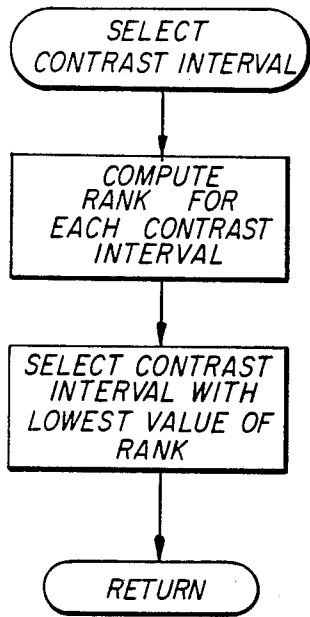 SELECT
CONTRAST INTERVAL
COMPUTE
RANK FOR
EACH CONTRAST
INTERVAL
SELECT CONTRAST
INTERVAL WITH
LOWEST VALUE OF
RANK
RETURN